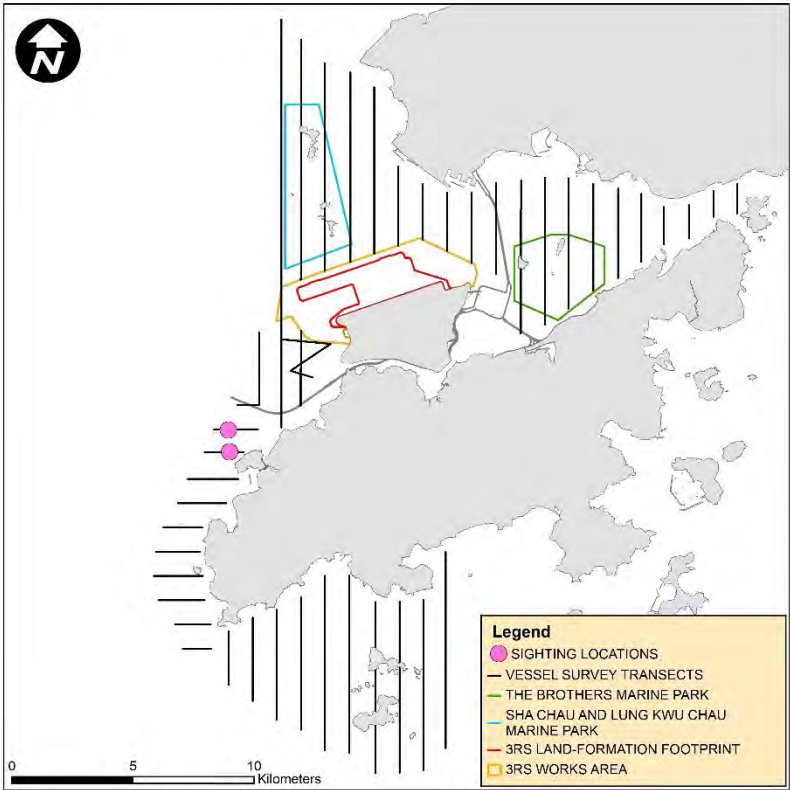 N
Legend
SIGHTING LOCATIONS
VESSEL SURVEY TRANSECTS
THE BROTHERS MARINE PARK
SHA CHAU AND LUNG KWU CHAU
MARINE PARK
3RS LAND-FORMATION FOOTPRINT
3RS WORKS AREA
0 5 10
Kilometers